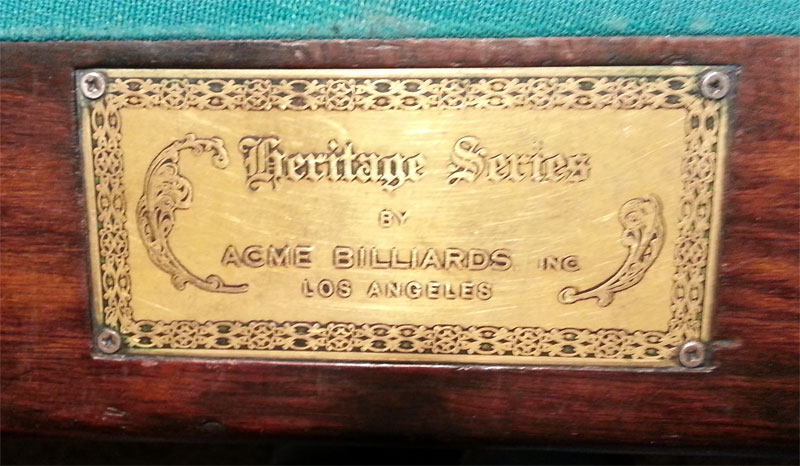 Heritage Series
BY
ACME BILLIARDS INC
LOS ANGELES